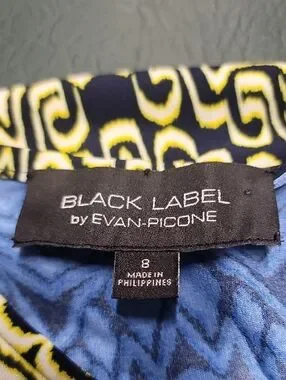 BLACK LABEL
by EVAN-PICONE
8
MADE IN
PHILIPPINES